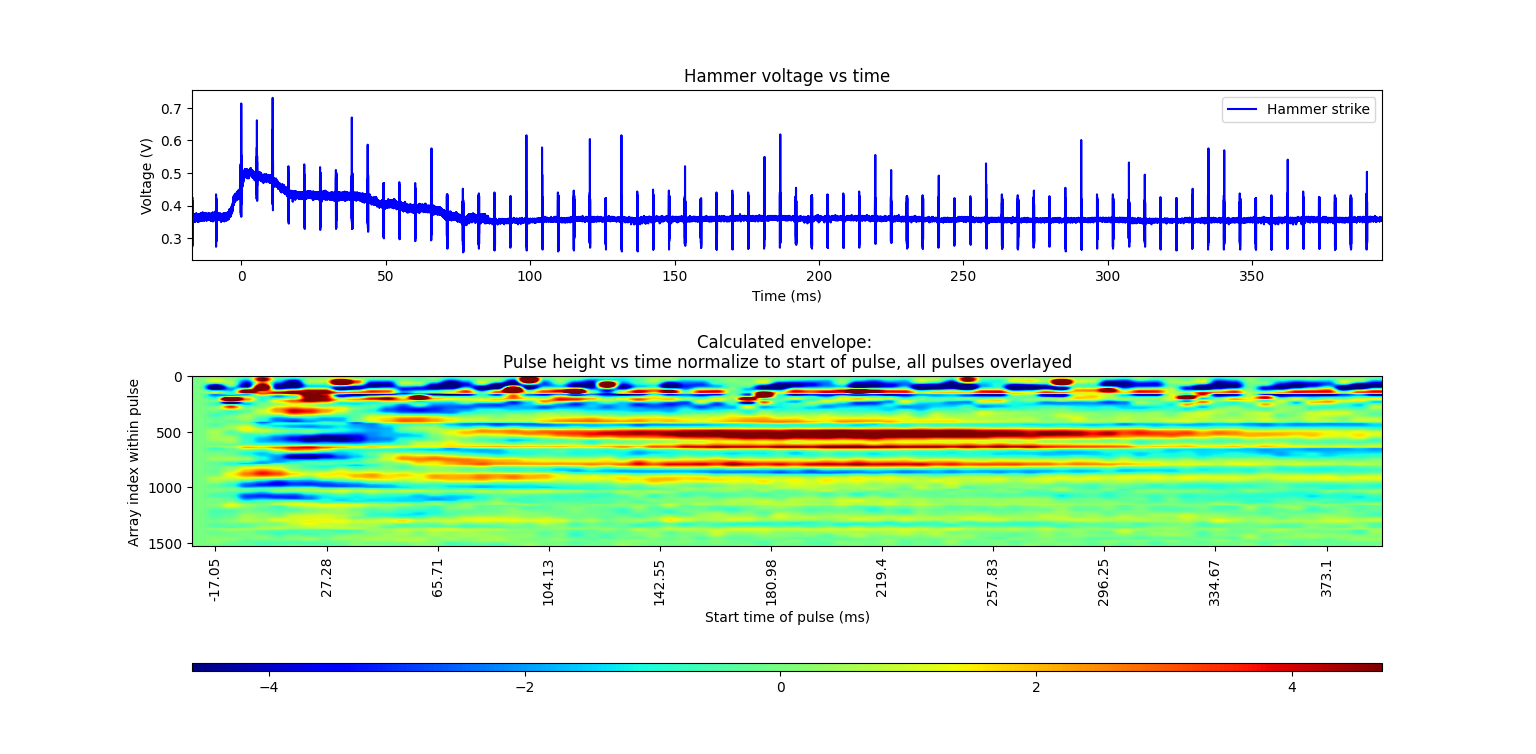 Hammer voltage vs time
Hammer strike
Voltage (V)
0.7
0.6
0.5
0.4
0.3
0 50 100 150 200 250 300 350
Time (ms)
Calculated envelope:
Pulse height vs time normalize to start of pulse, all pulses overlayed
Array index within pulse
0
500
1000
1500
-17.05 27.28 65.71 104.13 142.55 180.98 219.4 257.83 296.25 334.67 373.1
Start time of pulse (ms)
−4 −2 0 2 4